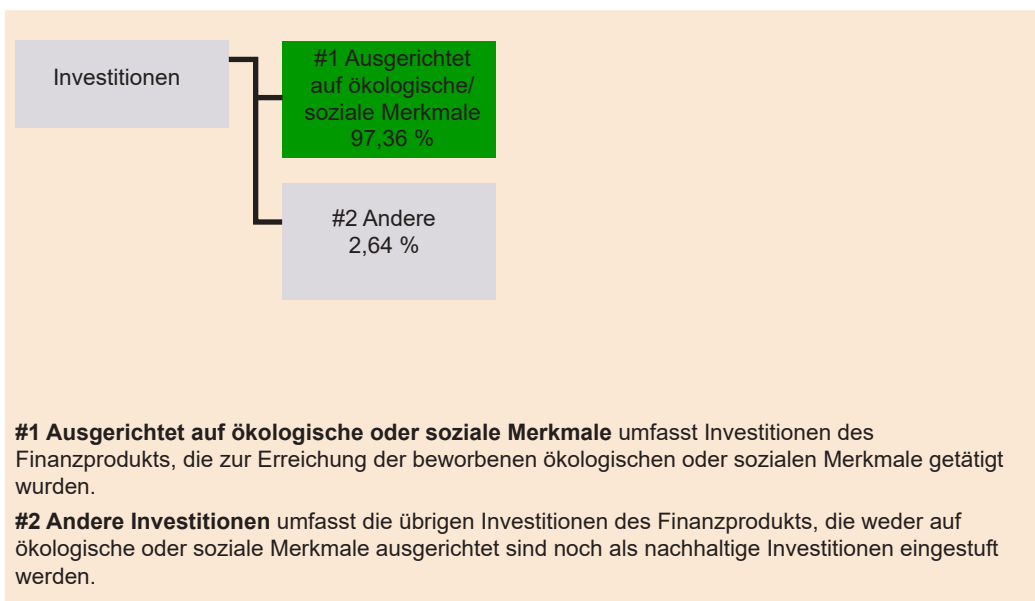 Investitionen
#1 Ausgerichtet
auf ökologische/
soziale Merkmale
97,36 %
#2 Andere
2,64 %
#1 Ausgerichtet auf ökologische oder soziale Merkmale umfasst Investitionen des
Finanzprodukts, die zur Erreichung der beworbenen ökologischen oder sozialen Merkmale getätigt
wurden.
#2 Andere Investitionen umfasst die übrigen Investitionen des Finanzprodukts, die weder auf
ökologische oder soziale Merkmale ausgerichtet sind noch als nachhaltige Investitionen eingestuft
werden.